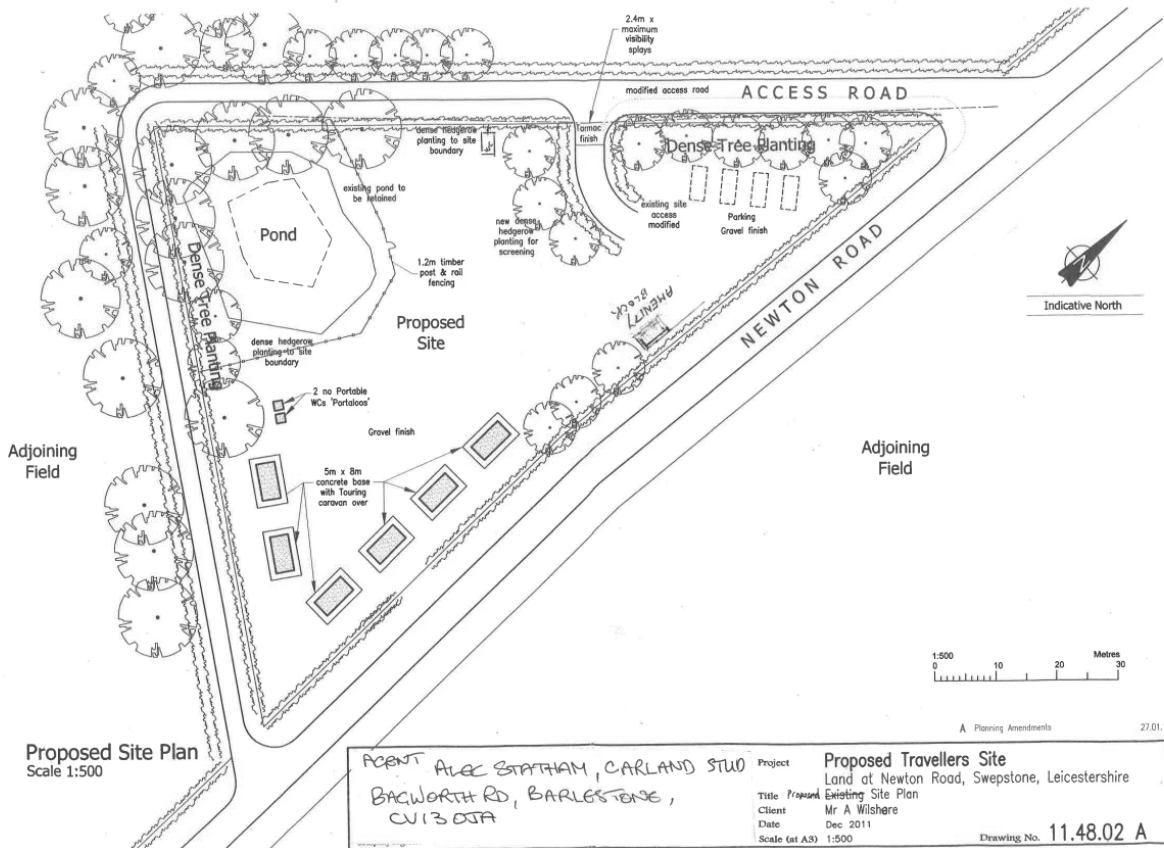 2.4m x
maximum
visibility
splays
modified access road
ACCESS ROAD
Tarmac
finish
Dense Tree Planting
dense hedgerow
planting to site
boundary
existing pond to
be retained
existing site
access
modified
Parking
Gravel finish
new dense
hedgerow
planting for
screening
Pond
1.2m timber
post & rail
fencing
Dense Tree Planting
NEWTON ROAD
AMENITY
BLOCK
Proposed
Site
Indicative North
dense hedgerow
planting to site
boundary
2 no Portable
WCs 'Portaloos'
Gravel finish
Adjoining
Field
Adjoining
Field
5m x 8m
concrete base
with Touring
caravan over
1:500 Metres
0 10 20 30
A Planning Amendments 27.01.
Proposed Site Plan
Scale 1:500
AGENT ALEC STATHAM, CARLAND STUD
BAGWORTH RD, BARLESTONE,
CV13 0JA
Project Proposed Travellers Site
Land at Newton Road, Swepstone, Leicestershire
Title Proposed Existing Site Plan
Client Mr A Wilshere
Date Dec 2011
Scale (at A3) 1:500 Drawing No. 11.48.02 A